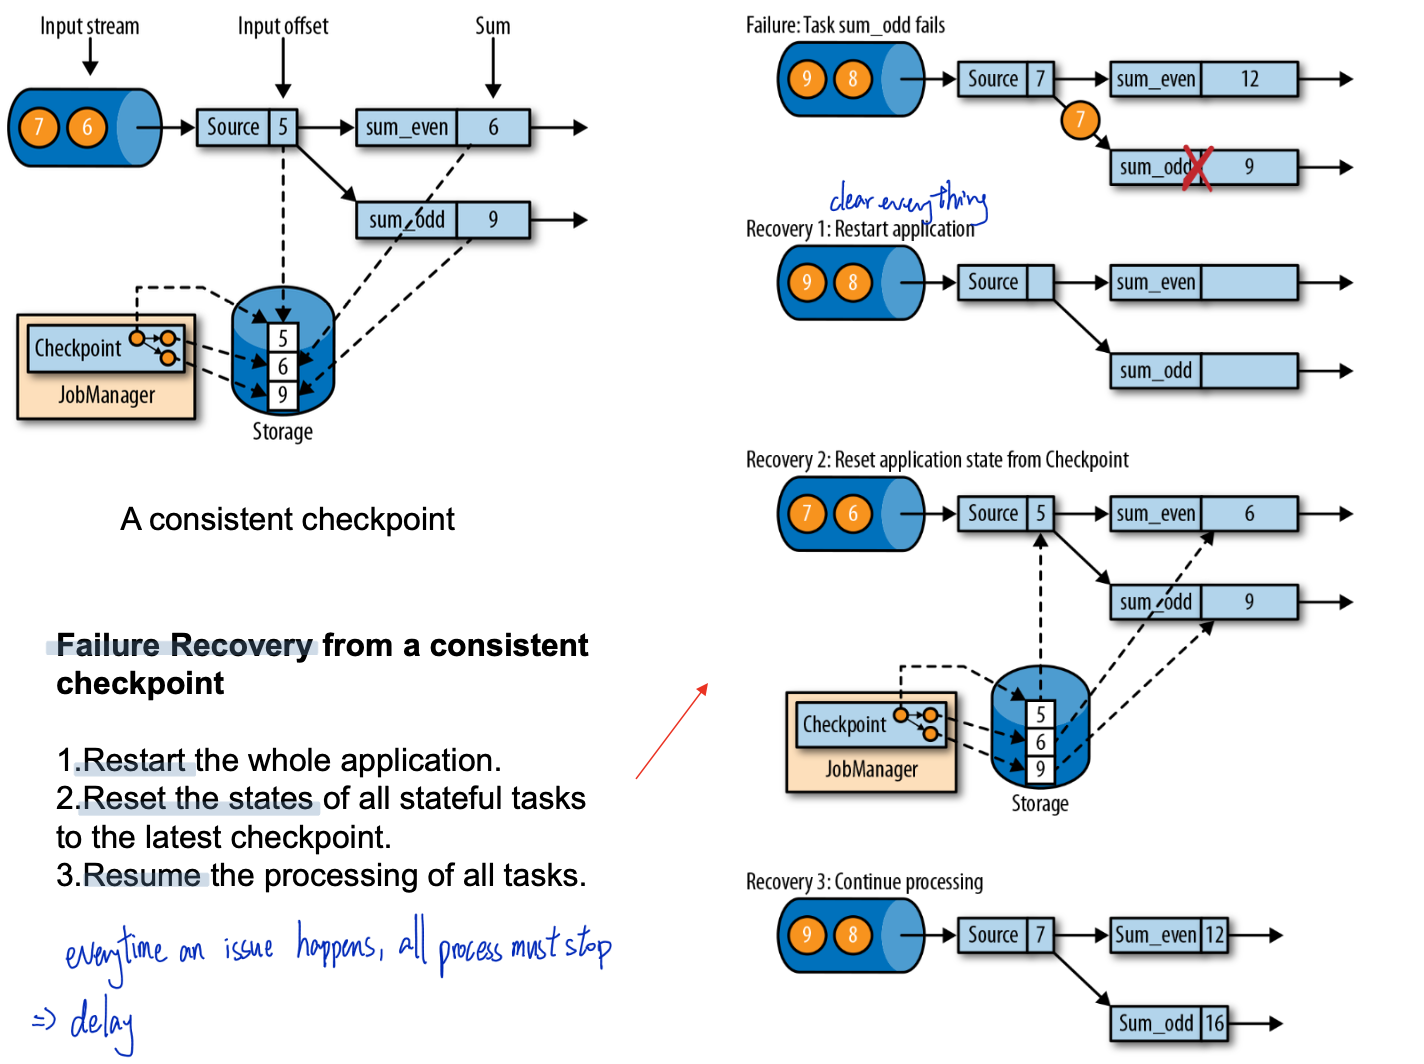 Input stream
Input offset
Sum
7
6
Source
5
sum_even
6
sum_odd
9
Checkpoint
JobManager
5
6
9
Storage
A consistent checkpoint
Failure Recovery from a consistent
checkpoint
1.Restart the whole application.
2.Reset the states of all stateful tasks
to the latest checkpoint.
3.Resume the processing of all tasks.
everytime an issue happens, all process must stop
=> delay
Failure: Task sum_odd fails
9
8
Source
7
sum_even
12
7
sum_odd
9
clear everything
Recovery 1: Restart application
9
8
Source
sum_even
sum_odd
Recovery 2: Reset application state from Checkpoint
7
6
Source
5
sum_even
6
sum_odd
9
Checkpoint
JobManager
5
6
9
Storage
Recovery 3: Continue processing
9
8
Source
7
Sum_even
12
Sum_odd
16